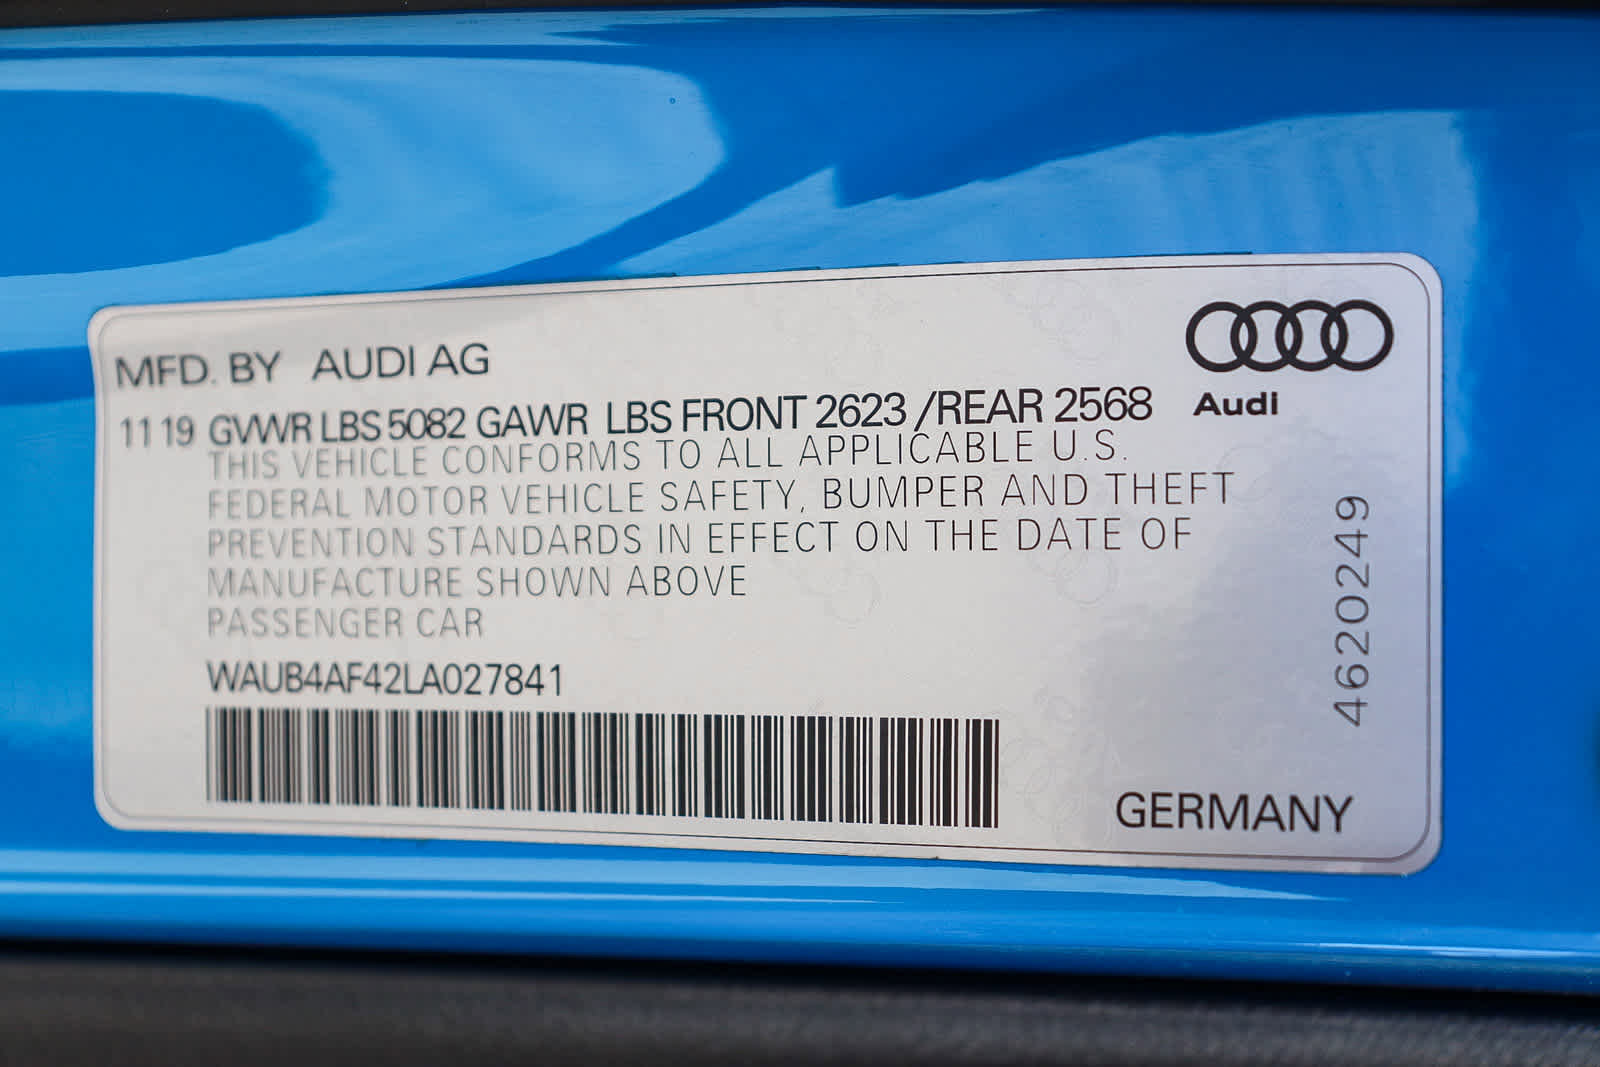 MFD. BY AUDI AG
11 19 GVWR LBS 5082 GAWR LBS FRONT 2623 /REAR 2568
Audi
THIS VEHICLE CONFORMS TO ALL APPLICABLE U.S.
FEDERAL MOTOR VEHICLE SAFETY, BUMPER AND THEFT
PREVENTION STANDARDS IN EFFECT ON THE DATE OF
MANUFACTURE SHOWN ABOVE
PASSENGER CAR
WAUB4AF42LA027841
4620249
GERMANY